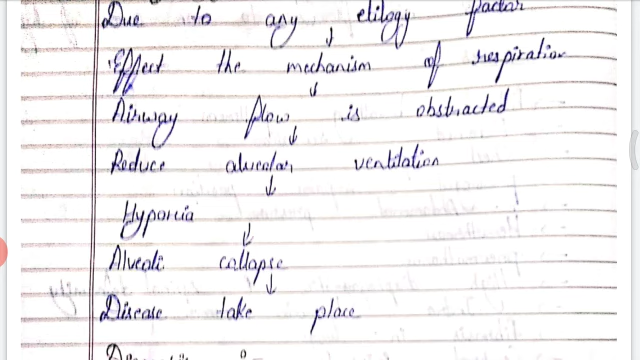 Due to any etilogy factor
↓
Effect the mechanism of respiration
↓
Airway flow is obstracted
↓
Reduce alveolar ventilation
↓
Hypoxia
↓
Alveoli collapse
↓
Disease take place